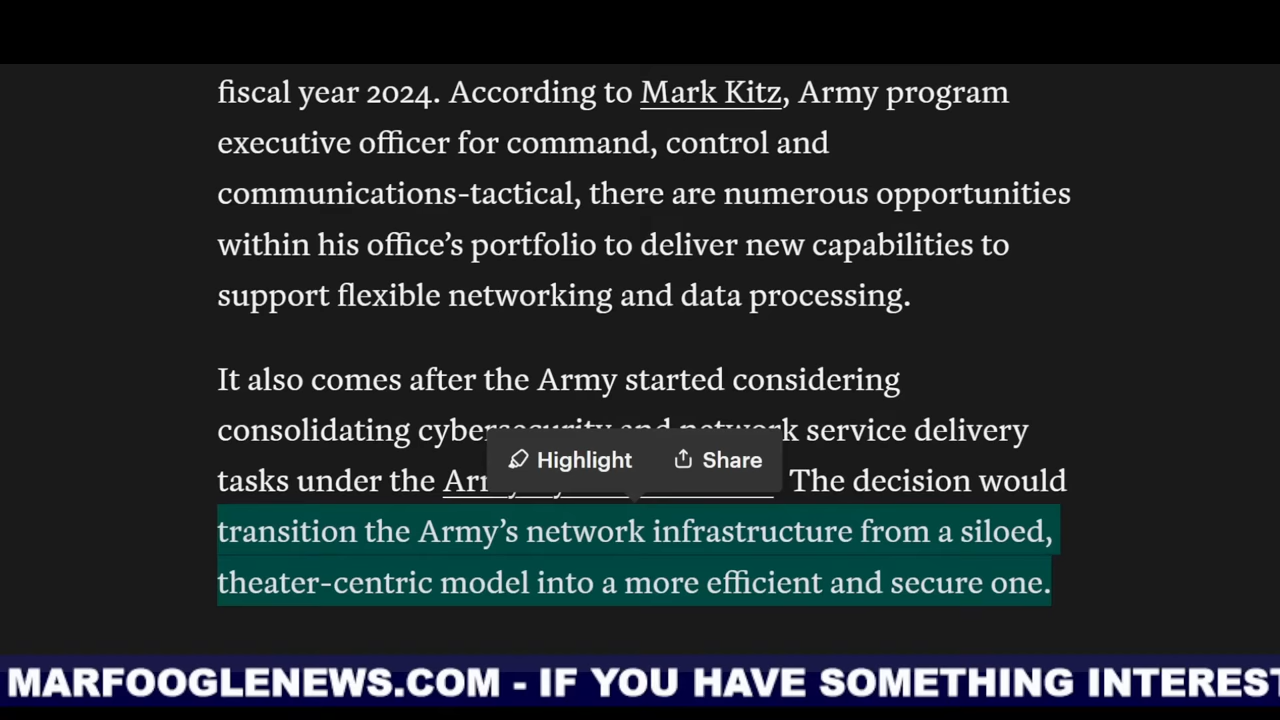 fiscal year 2024. According to Mark Kitz, Army program
executive officer for command, control and
communications-tactical, there are numerous opportunities
within his office's portfolio to deliver new capabilities to
support flexible networking and data processing.
It also comes after the Army started considering
consolidating cybersecurity and network service delivery
Highlight Share
tasks under the The decision would
transition the Army's network infrastructure from a siloed,
theater-centric model into a more efficient and secure one.
MARFOOGLENEWS.COM - IF YOU HAVE SOMETHING INTEREST